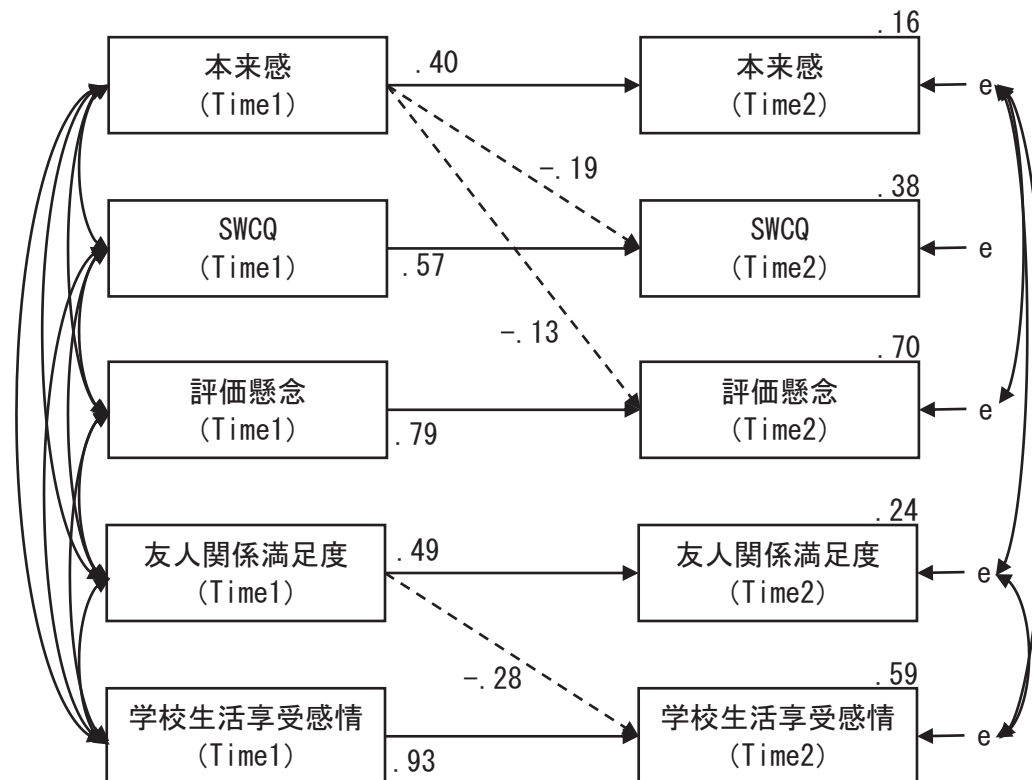 .16
本来感
(Time1)
.40
本来感
(Time2)
e
-.19
.38
SWCQ
(Time1)
.57
SWCQ
(Time2)
e
-.13
.70
評価懸念
(Time1)
.79
評価懸念
(Time2)
e
.24
友人関係満足度
(Time1)
.49
友人関係満足度
(Time2)
e
-.28
.59
学校生活享受感情
(Time1)
.93
学校生活享受感情
(Time2)
e